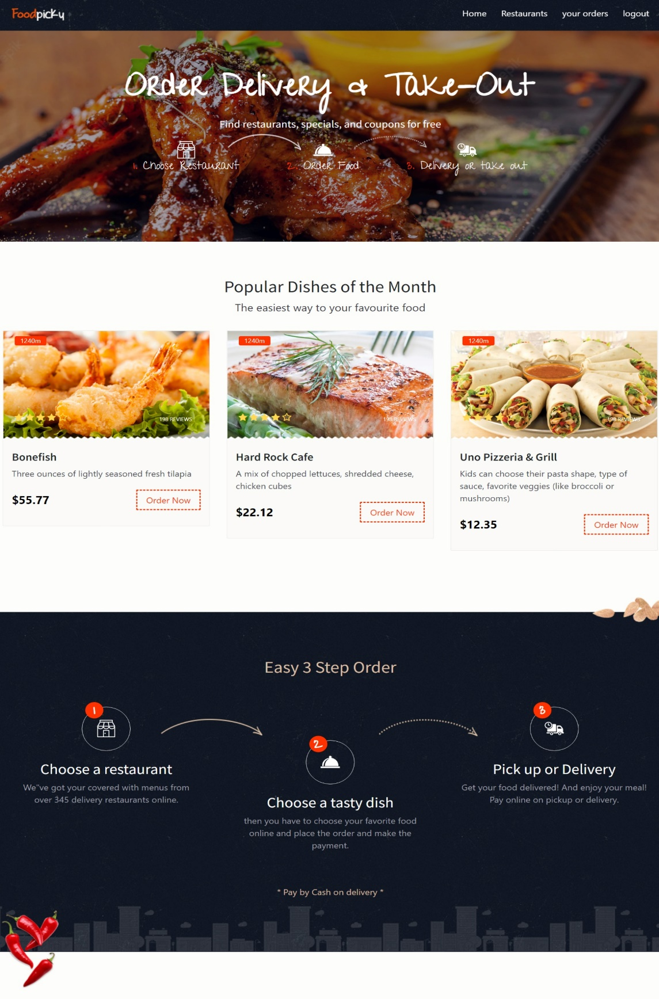 Foodpicky
Home Restaurants your orders logout
Order Delivery & Take-Out
Find restaurants, specials, and coupons for free
1. Choose Restaurant
2. Order Food
3. Delivery or take out
Popular Dishes of the Month
The easiest way to your favourite food
1240m
198 REVIEWS
Bonefish
Three ounces of lightly seasoned fresh tilapia
$55.77
Order Now
1240m
198 REVIEWS
Hard Rock Cafe
A mix of chopped lettuces, shredded cheese,
chicken cubes
$22.12
Order Now
1240m
198 REVIEWS
Uno Pizzeria & Grill
Kids can choose their pasta shape, type of
sauce, favorite veggies (like broccoli or
mushrooms)
$12.35
Order Now
Easy 3 Step Order
1
Choose a restaurant
We"ve got your covered with menus from
over 345 delivery restaurants online.
2
Choose a tasty dish
then you have to choose your favorite food
online and place the order and make the
payment.
3
Pick up or Delivery
Get your food delivered! And enjoy your meal!
Pay online on pickup or delivery.
* Pay by Cash on delivery *